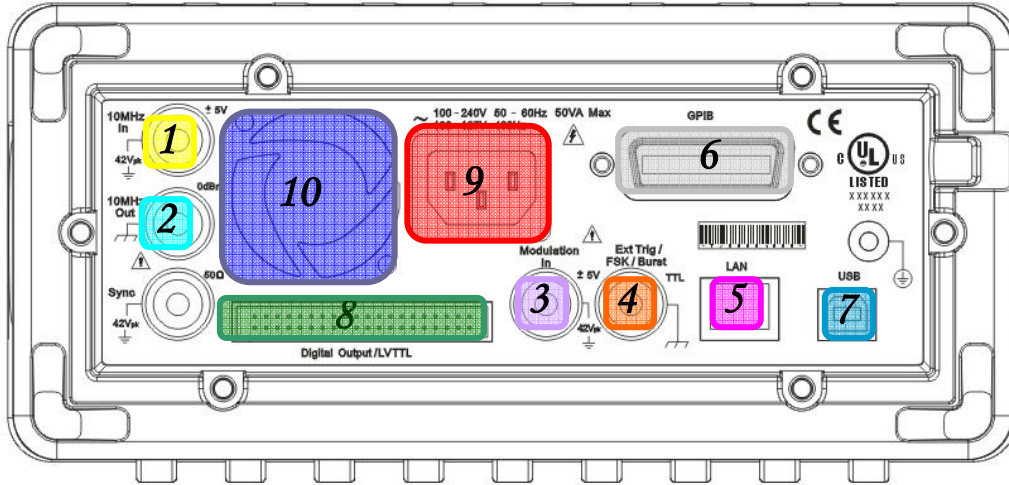 ± 5V
10MHz
In
1
42Vpk
0dBm
10MHz
Out
2
50Ω
Sync
42Vpk
10
8
Digital Output/LVTTL
~ 100-240V 50 - 60Hz 50VA Max
9
GPIB
6
CE
C UL US
LISTED
XXXXXX
XXXX
Modulation
In
± 5V
3
42Vpk
Ext Trig /
FSK / Burst
TTL
4
LAN
5
USB
7